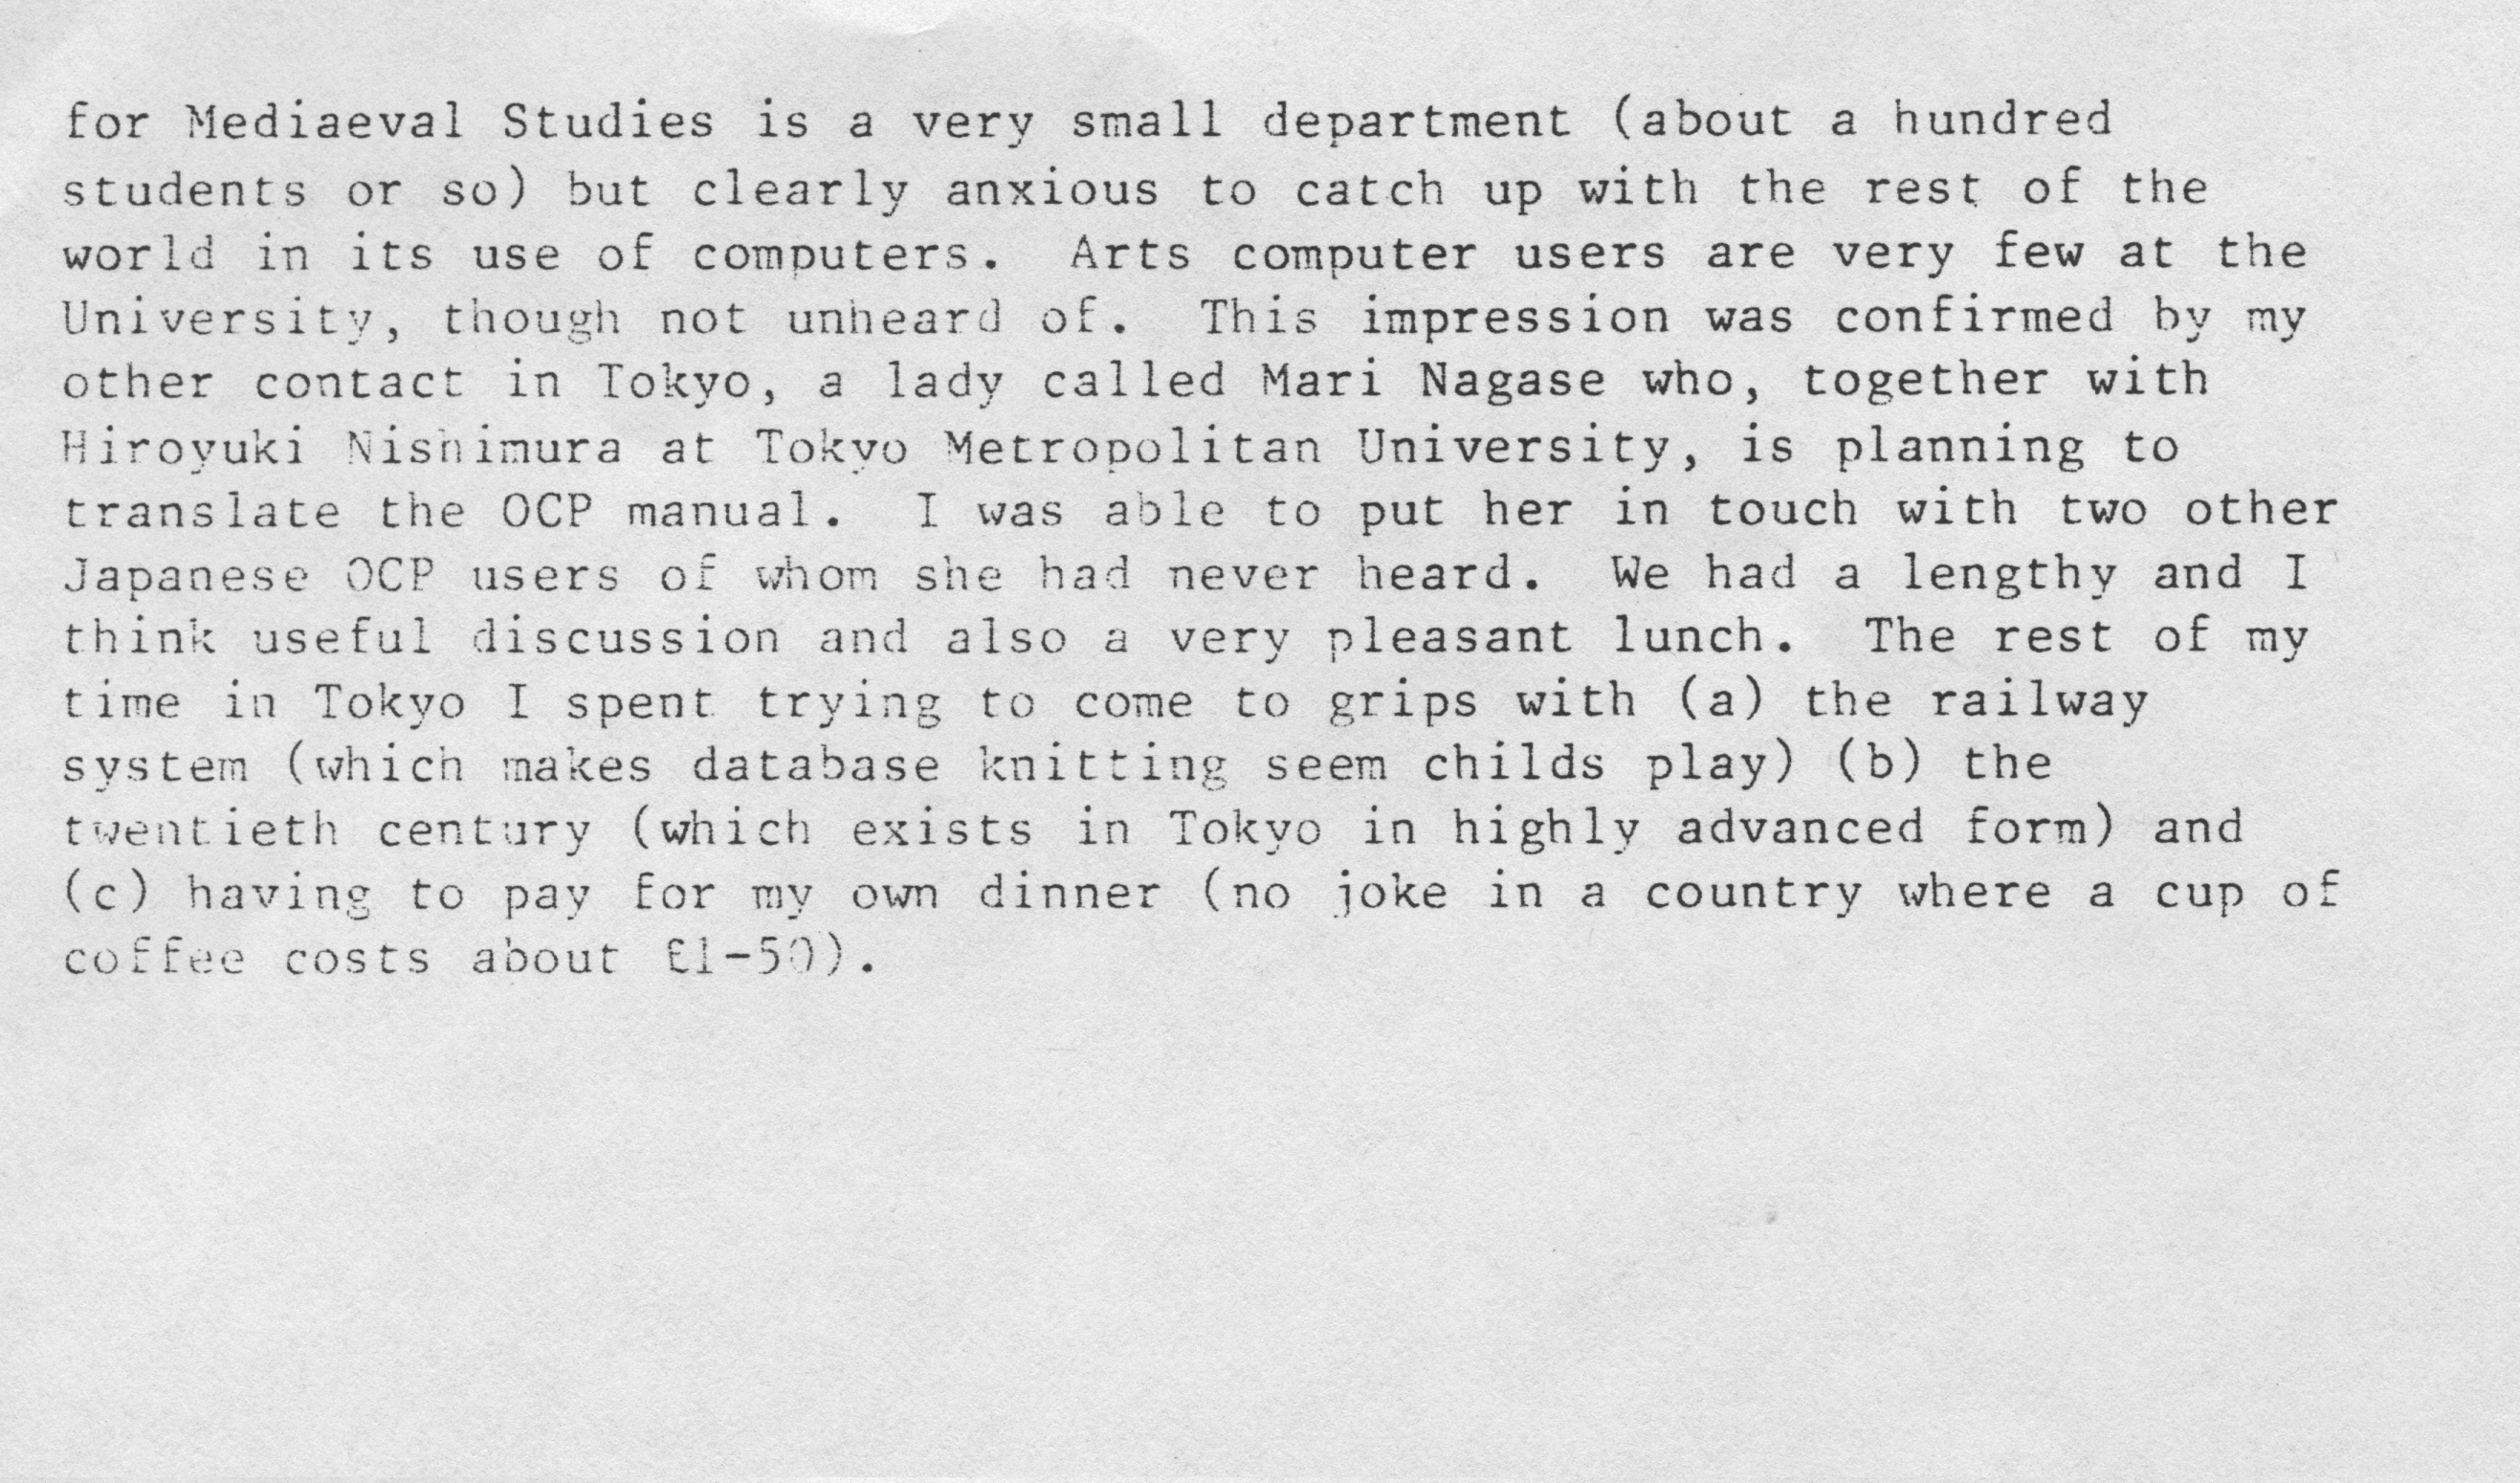 for Mediaeval Studies is a very small department (about a hundred
students or so) but clearly anxious to catch up with the rest of the
world in its use of computers.  Arts computer users are very few at the
University, though not unheard of.  This impression was confirmed by my
other contact in Tokyo, a lady called Mari Nagase who, together with
Hiroyuki Nishimura at Tokyo Metropolitan University, is planning to
translate the OCP manual.  I was able to put her in touch with two other
Japanese OCP users of whom she had never heard.  We had a lengthy and I
think useful discussion and also a very pleasant lunch.  The rest of my
time in Tokyo I spent trying to come to grips with (a) the railway
system (which makes database knitting seem childs play) (b) the
twentieth century (which exists in Tokyo in highly advanced form) and
(c) having to pay for my own dinner (no joke in a country where a cup of
coffee costs about £1-50).